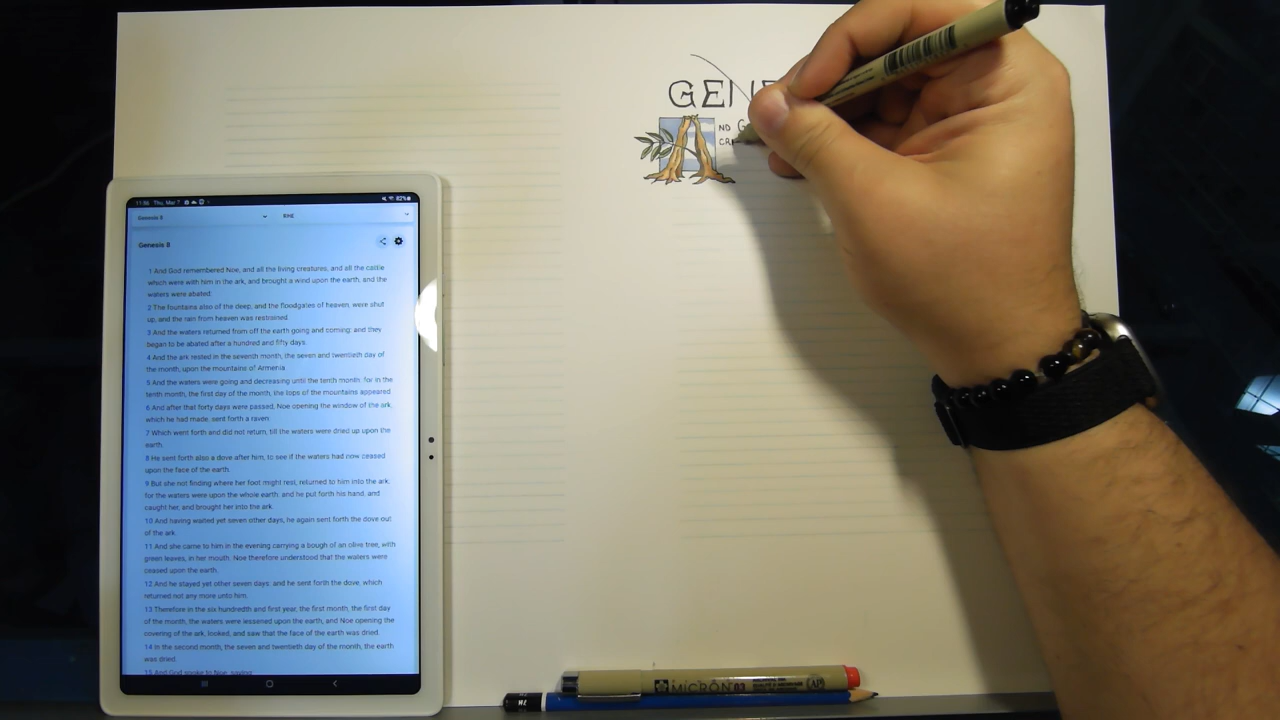 11:86 Thu, Mar 7 82%
Genesis 8 RHE
Genesis 8
1 And God remembered Noe, and all the living creatures, and all the cattle
which were with him in the ark, and brought a wind upon the earth, and the
waters were abated:
2 The fountains also of the deep, and the floodgates of heaven, were shut
up, and the rain from heaven was restrained.
3 And the waters returned from off the earth going and coming: and they
began to be abated after a hundred and fifty days.
4 And the ark rested in the seventh month, the seven and twentieth day of
the month, upon the mountains of Armenia.
5 And the waters were going and decreasing until the tenth month: for in the
tenth month, the first day of the month, the tops of the mountains appeared.
6 And after that forty days were passed, Noe opening the window of the ark,
which he had made, sent forth a raven:
7 Which went forth and did not return, till the waters were dried up upon the
earth.
8 He sent forth also a dove after him, to see if the waters had now ceased
upon the face of the earth.
9 But she not finding where her foot might rest, returned to him into the ark:
for the waters were upon the whole earth: and he put forth his hand, and
caught her, and brought her into the ark.
10 And having waited yet seven other days, he again sent forth the dove out
of the ark.
11 And she came to him in the evening carrying a bough of an olive tree, with
green leaves, in her mouth. Noe therefore understood that the waters were
ceased upon the earth.
12 And he stayed yet other seven days: and he sent forth the dove, which
returned not any more unto him.
13 Therefore in the six hundredth and first year, the first month, the first day
of the month, the waters were lessened upon the earth, and Noe opening the
covering of the ark, looked, and saw that the face of the earth was dried.
14 In the second month, the seven and twentieth day of the month, the earth
was dried.
15 And God spoke to Noe, saying:
GENE
A
ND G
CR
MICRON 03
AP